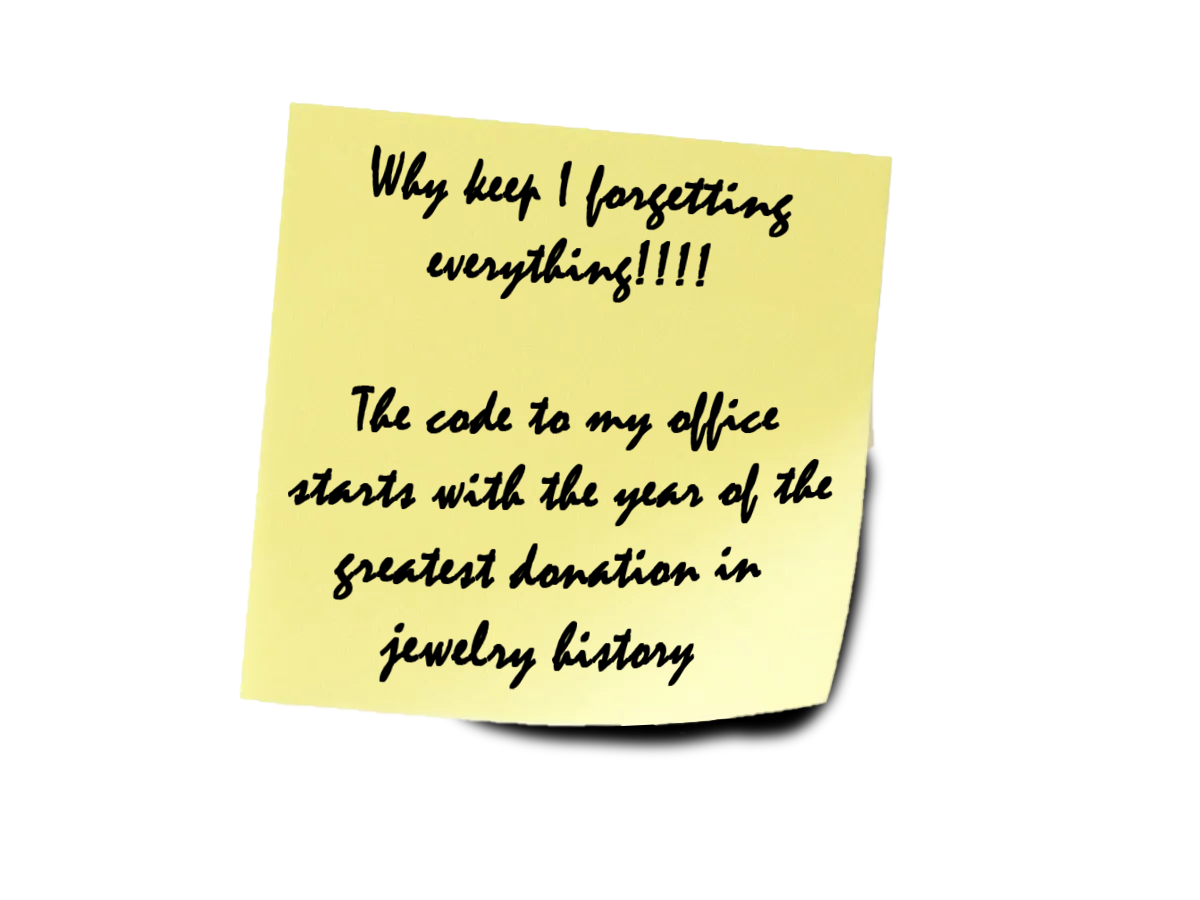 Why keep I forgetting
everything!!!!
The code to my office
starts with the year of the
greatest donation in
jewelry history